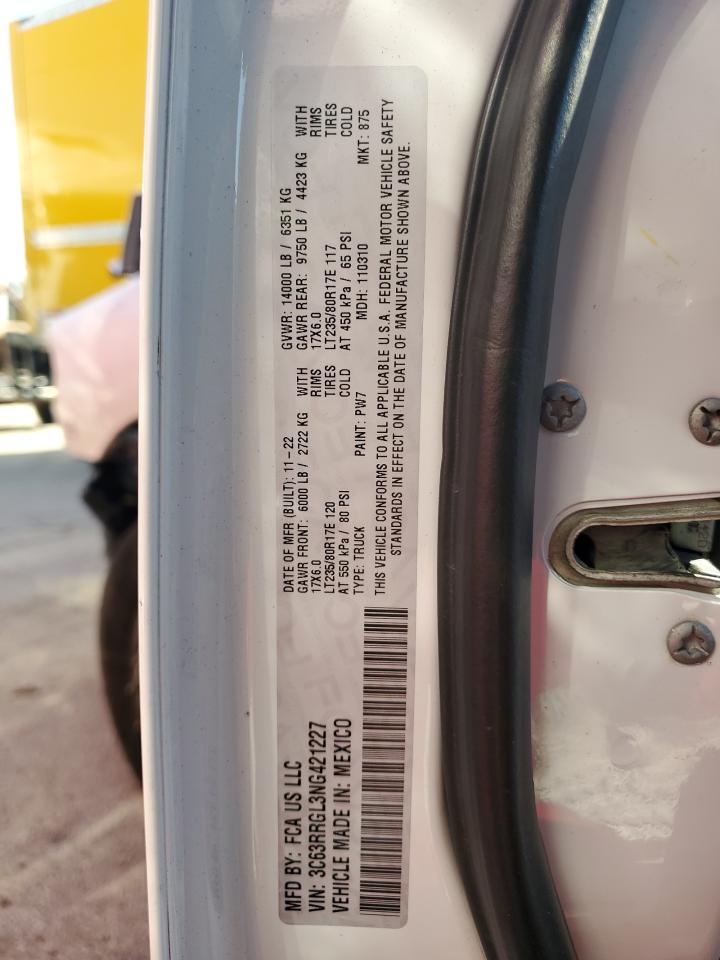 MFD BY: FCA US LLC
VIN: 3C63RRGL3NG421227
VEHICLE MADE IN: MEXICO
DATE OF MFR (BUILT): 11-22 GVWR: 14000 LB / 6351 KG
GAWR FRONT: 6000 LB / 2722 KG WITH GAWR REAR: 9750 LB / 4423 KG WITH
17X6.0 RIMS 17X6.0 RIMS
LT235/80R17E 120 TIRES LT235/80R17E 117 TIRES
AT 550 kPa / 80 PSI COLD AT 450 kPa / 65 PSI COLD
TYPE: TRUCK PAINT: PW7 MDH: 110310 MKT: 875
THIS VEHICLE CONFORMS TO ALL APPLICABLE U.S.A. FEDERAL MOTOR VEHICLE SAFETY
STANDARDS IN EFFECT ON THE DATE OF MANUFACTURE SHOWN ABOVE.